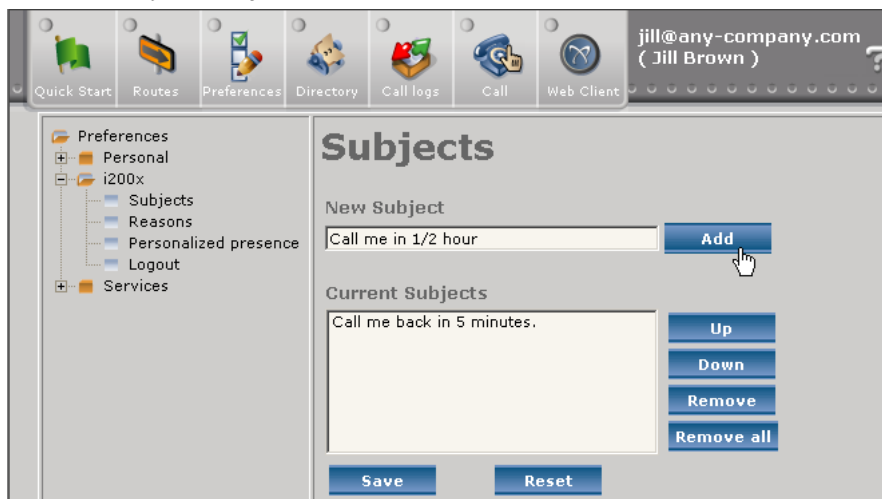 jill@any-company.com
( Jill Brown )
Quick Start
Routes
Preferences
Directory
Call logs
Call
Web Client
?
Preferences
Personal
i200x
Subjects
Reasons
Personalized presence
Logout
Services
Subjects
New Subject
Call me in 1/2 hour
Add
Current Subjects
Call me back in 5 minutes.
Up
Down
Remove
Remove all
Save
Reset